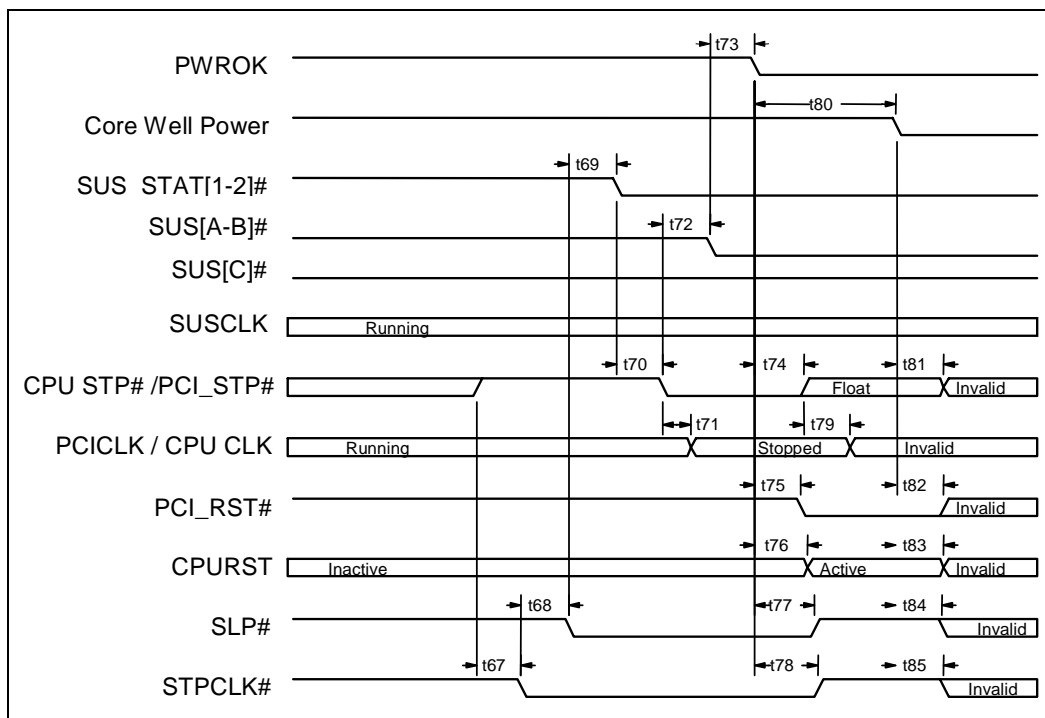 t73
PWROK
t80
Core Well Power
t69
SUS STAT[1-2]#
SUS[A-B]#
t72
SUS[C]#
SUSCLK
Running
t70
t74
t81
CPU STP# /PCI_STP#
Float
Invalid
t71
t79
PCICLK / CPU CLK
Running
Stopped
Invalid
t75
t82
PCI_RST#
Invalid
t76
t83
CPURST
Inactive
Active
Invalid
t68
t77
t84
SLP#
Invalid
t67
t78
t85
STPCLK#
Invalid